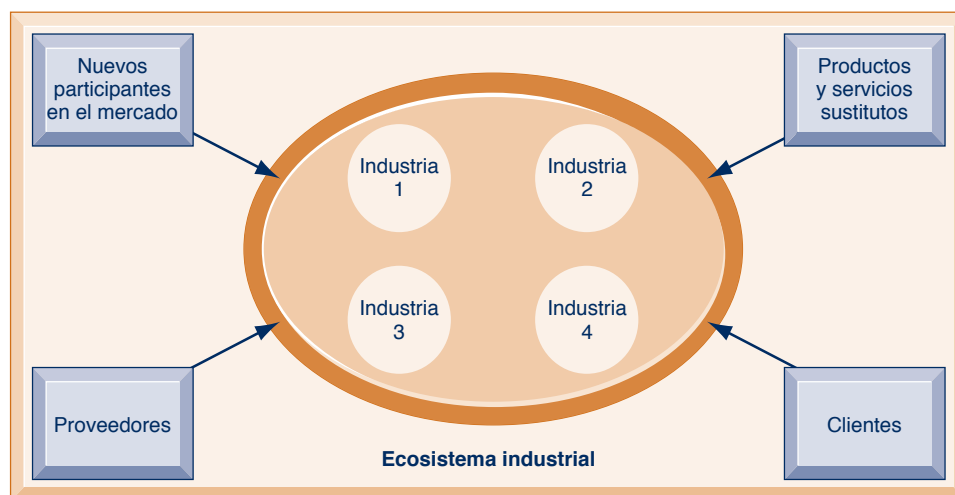 Nuevos
participantes
en el mercado
Productos
y servicios
sustitutos
Industria
1
Industria
2
Industria
3
Industria
4
Proveedores
Clientes
Ecosistema industrial